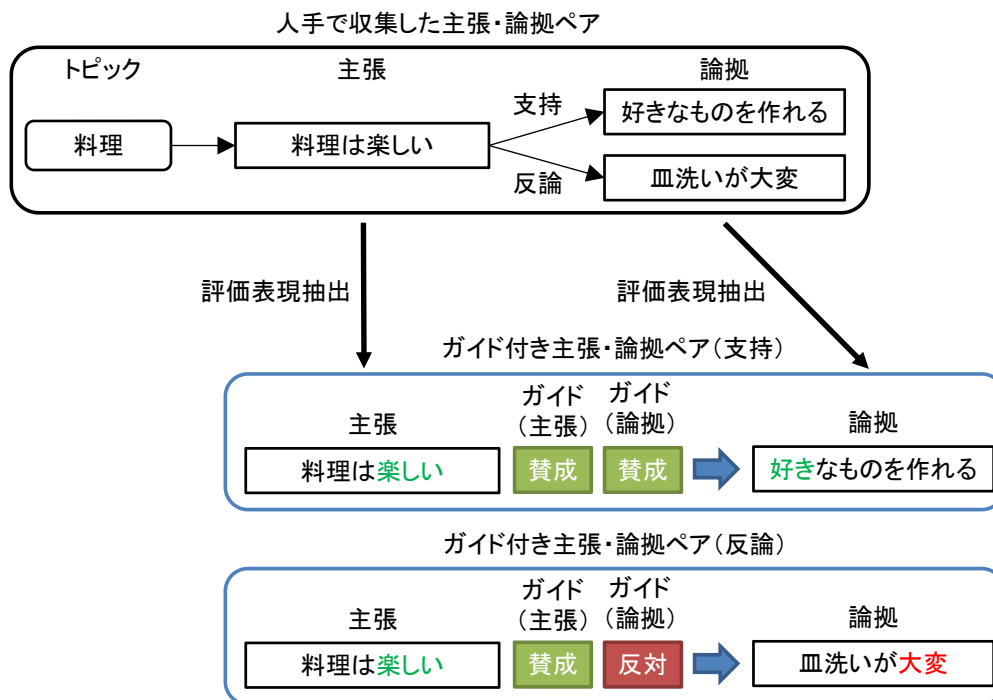 人手で収集した主張・論拠ペア
トピック
主張
論拠
料理
料理は楽しい
支持
好きなものを作れる
反論
皿洗いが大変
評価表現抽出
評価表現抽出
ガイド付き主張・論拠ペア(支持)
主張
ガイド
(主張)
ガイド
(論拠)
論拠
料理は楽しい
賛成
賛成
好きなものを作れる
ガイド付き主張・論拠ペア(反論)
主張
ガイド
(主張)
ガイド
(論拠)
論拠
料理は楽しい
賛成
反対
皿洗いが大変